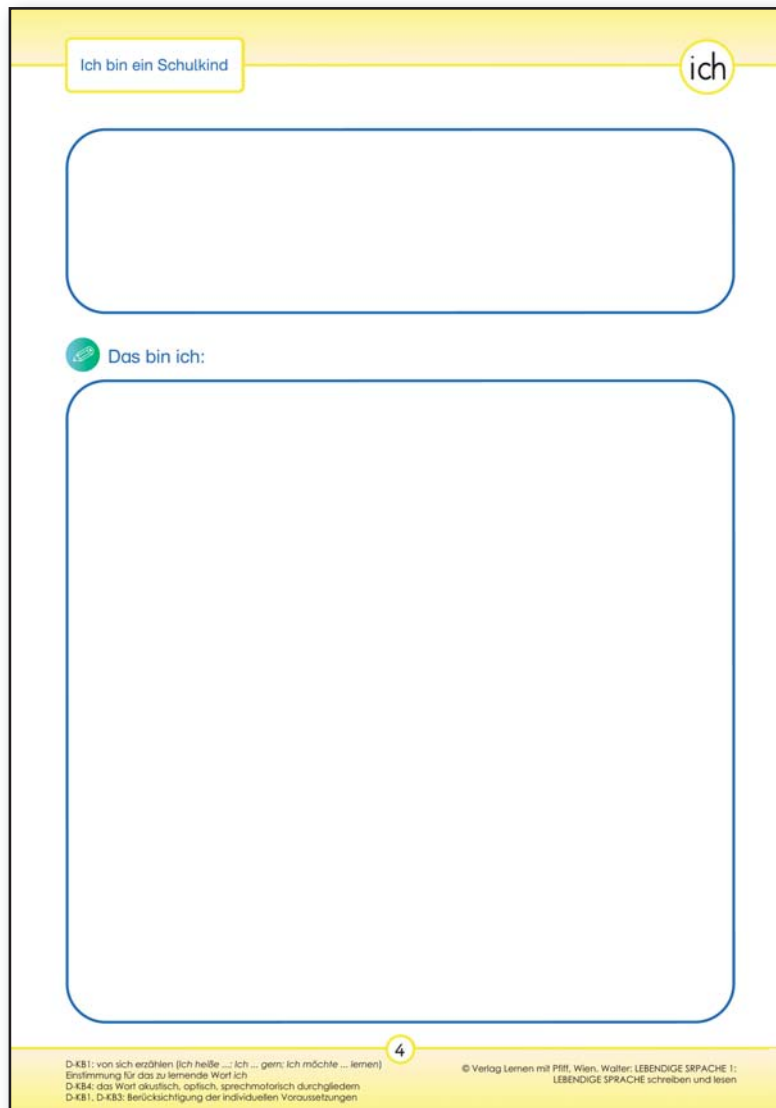 Ich bin ein Schulkind
ich
Das bin ich:
4
D-KB1: von sich erzählen (Ich heiße ...; Ich ... gern; Ich möchte ... lernen)
Einstimmung für das zu lernende Wort ich
D-KB4: das Wort akustisch, optisch, sprechmotorisch durchgliedern
D-KB1, D-KB3: Berücksichtigung der individuellen Voraussetzungen
© Verlag Lernen mit Pfiff, Wien, Walter: LEBENDIGE SRPACHE 1:
LEBENDIGE SPRACHE schreiben und lesen